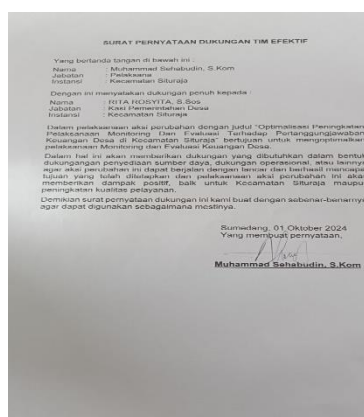 SURAT PERNYATAAN DUKUNGAN TIM EFEKTIF
Yang bertanda tangan di bawah ini :
Nama : Muhammad Sehabudin, S.Kom
Jabatan : Pelaksana
Instansi : Kecamatan Situraja
Dengan ini menyatakan dukungan penuh kepada :
Nama : RITA ROSYITA, S.Sos
Jabatan : Kasi Pemerintahan Desa
Instansi : Kecamatan Situraja
Dalam pelaksanaan aksi perubahan dengan judul "Optimalisasi Peningkatan
Pelaksanaan Monitoring Dan Evaluasi Terhadap Pertanggungjawaban
Keuangan Desa di Kecamatan Situraja" bertujuan untuk mengoptimalkan
pelaksanaan Monitoring dan Evaluasi Keuangan Desa.
Dalam hal ini akan memberikan dukungan yang dibutuhkan dalam bentuk
dukungangan penyediaan sumber daya, dukungan operasional, atau lainnya
agar aksi perubahan ini dapat berjalan dengan lancar dan berhasil mencapai
tujuan yang telah ditetapkan dan pelaksanaan aksi perubahan ini akan
memberikan dampak positif, baik untuk Kecamatan Situraja maupu
peningkatan kualitas pelayanan.
Demikian surat pernyataan dukungan ini kami buat dengan sebenar-benarnya
agar dapat digunakan sebagaimana mestinya.
Sumedang, 01 Oktober 2024
Yang membuat pernyataan,
Muhammad Sehabudin, S.Kom